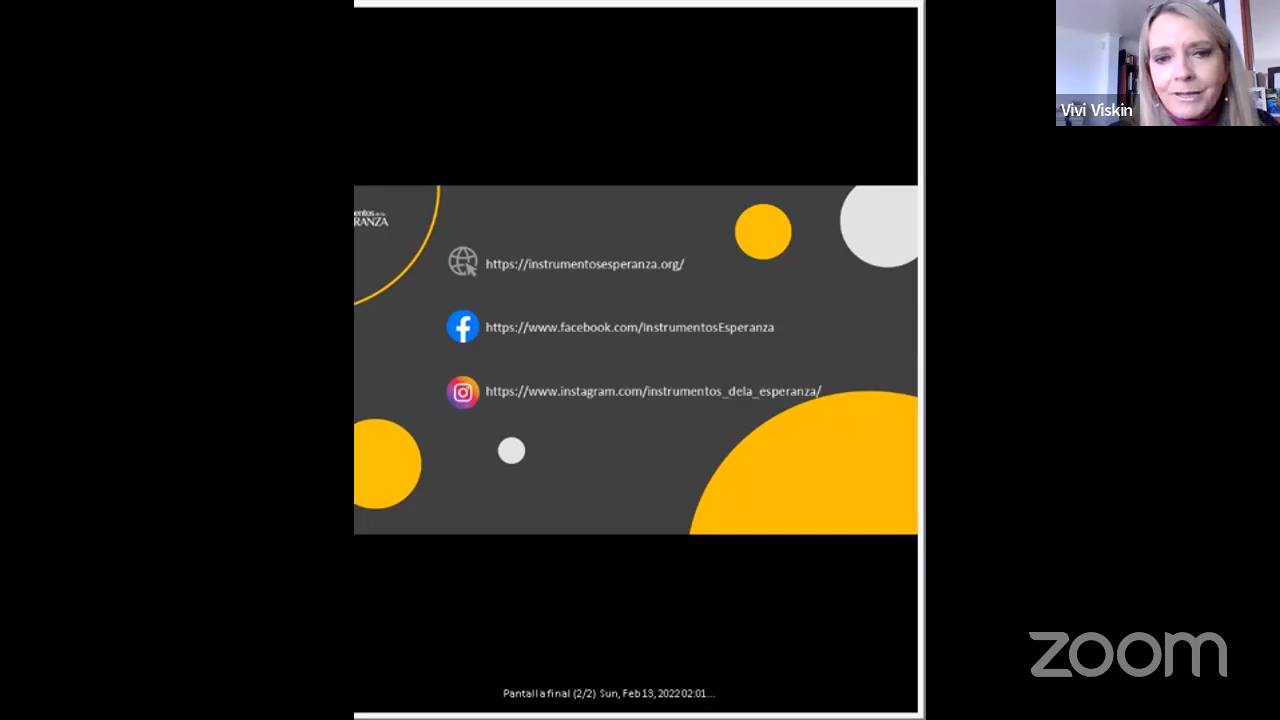 Vivi Viskin
https://instrumentosesperanza.org/
https://www.facebook.com/InstrumentosEsperanza
https://www.instagram.com/instrumentos_dela_esperanza/
zoom
Pantalla final (2/2) Sun, Feb 13, 2022 02:01...